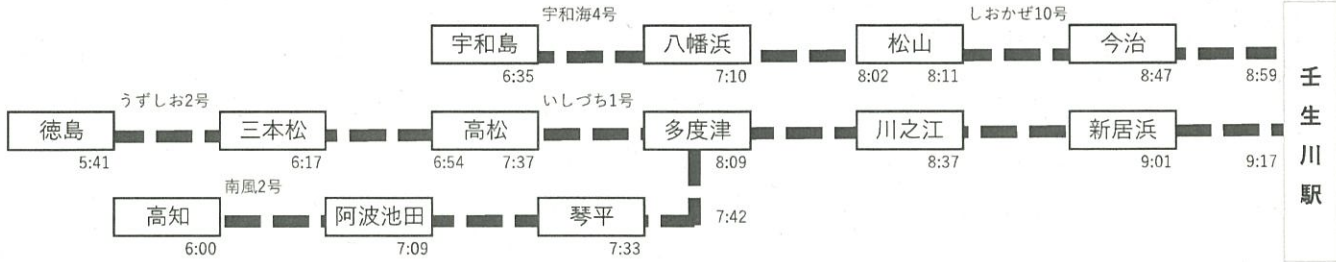 宇和海4号 しおかぜ10号
宇和島 八幡浜 松山 今治
6:35 7:10 8:02 8:11 8:47 8:59
うずしお2号 いしづち1号
徳島 三本松 高松 多度津 川之江 新居浜
5:41 6:17 6:54 7:37 8:09 8:37 9:01 9:17
南風2号
高知 阿波池田 琴平 7:42
6:00 7:09 7:33
壬生川駅